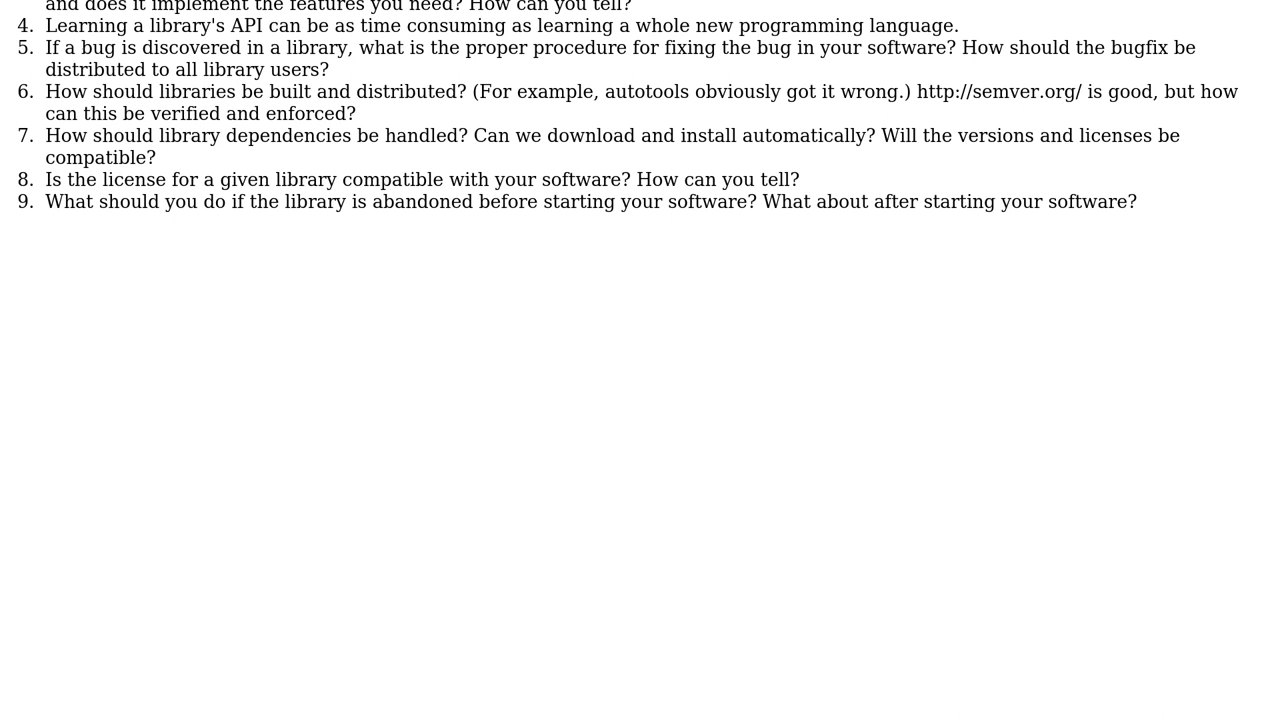 and does it implement the features you need? How can you tell?
4. Learning a library's API can be as time consuming as learning a whole new programming language.
5. If a bug is discovered in a library, what is the proper procedure for fixing the bug in your software? How should the bugfix be
distributed to all library users?
6. How should libraries be built and distributed? (For example, autotools obviously got it wrong.) http://semver.org/ is good, but how
can this be verified and enforced?
7. How should library dependencies be handled? Can we download and install automatically? Will the versions and licenses be
compatible?
8. Is the license for a given library compatible with your software? How can you tell?
9. What should you do if the library is abandoned before starting your software? What about after starting your software?